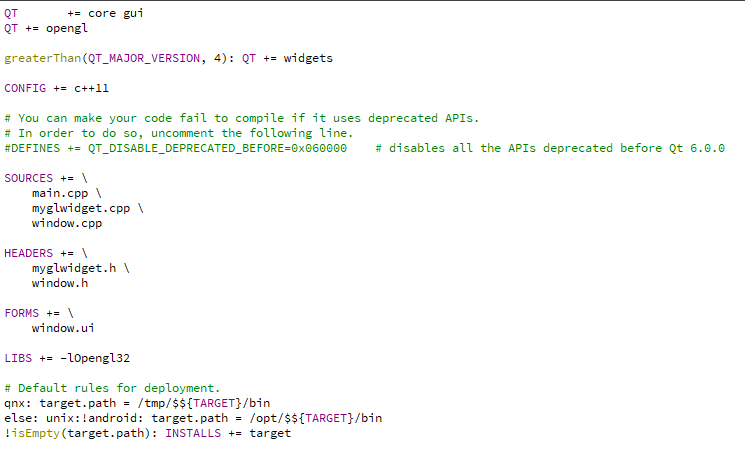 QT       += core gui
QT += opengl
greaterThan(QT_MAJOR_VERSION, 4): QT += widgets
CONFIG += c++11
# You can make your code fail to compile if it uses deprecated APIs.
# In order to do so, uncomment the following line.
#DEFINES += QT_DISABLE_DEPRECATED_BEFORE=0x060000    # disables all the APIs deprecated before Qt 6.0.0
SOURCES += \
    main.cpp \
    myglwidget.cpp \
    window.cpp
HEADERS += \
    myglwidget.h \
    window.h
FORMS += \
    window.ui
LIBS += -lOpengl32
# Default rules for deployment.
qnx: target.path = /tmp/$${TARGET}/bin
else: unix:!android: target.path = /opt/$${TARGET}/bin
!isEmpty(target.path): INSTALLS += target